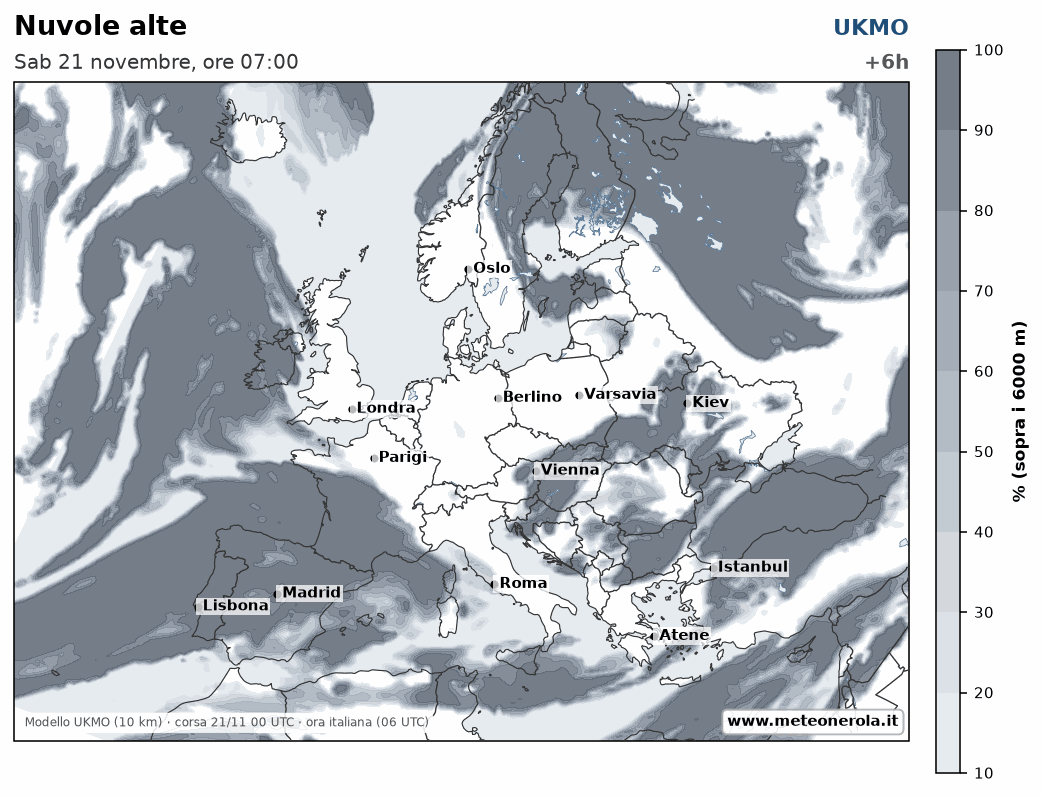 Nuvole alte
UKMO
Sab 21 novembre, ore 07:00
+6h
100
90
80
70
60
50
40
30
20
10
% (sopra i 6000 m)
Oslo
Londra
Berlino
Varsavia
Kiev
Parigi
Vienna
Istanbul
Roma
Madrid
Lisbona
Atene
Modello UKMO (10 km) · corsa 21/11 00 UTC · ora italiana (06 UTC)
www.meteonerola.it